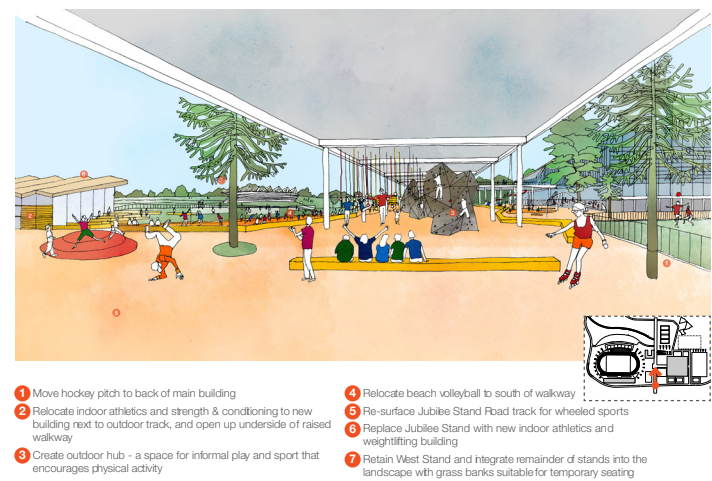 1 Move hockey pitch to back of main building
2 Relocate indoor athletics and strength & conditioning to new
building next to outdoor track, and open up underside of raised
walkway
3 Create outdoor hub - a space for informal play and sport that
encourages physical activity
4 Relocate beach volleyball to south of walkway
5 Re-surface Jubilee Stand Road track for wheeled sports
6 Replace Jubilee Stand with new indoor athletics and
weightlifting building
7 Retain West Stand and integrate remainder of stands into the
landscape with grass banks suitable for temporary seating